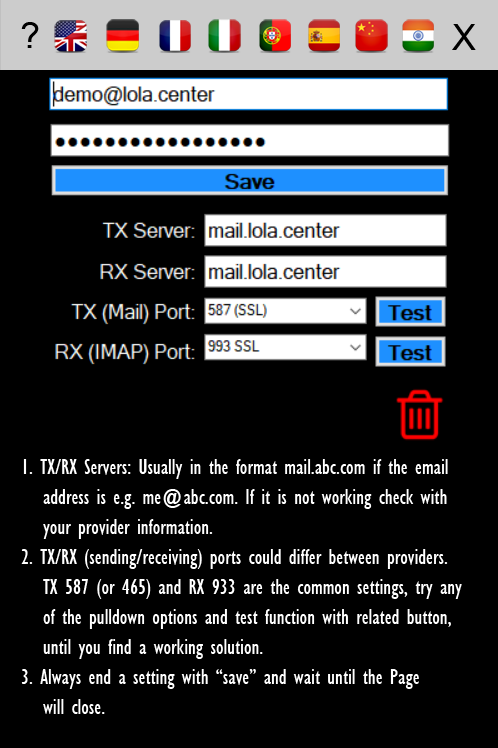 ? X
demo@lola.center
●●●●●●●●●●●●●●●●●●
Save
TX Server: mail.lola.center
RX Server: mail.lola.center
TX (Mail) Port: 587 (SSL) Test
RX (IMAP) Port: 993 SSL Test
1. TX/RX Servers: Usually in the format mail.abc.com if the email
address is e.g. me@abc.com. If it is not working check with
your provider information.
2. TX/RX (sending/receiving) ports could differ between providers.
TX 587 (or 465) and RX 933 are the common settings, try any
of the pulldown options and test function with related button,
until you find a working solution.
3. Always end a setting with “save” and wait until the Page
will close.